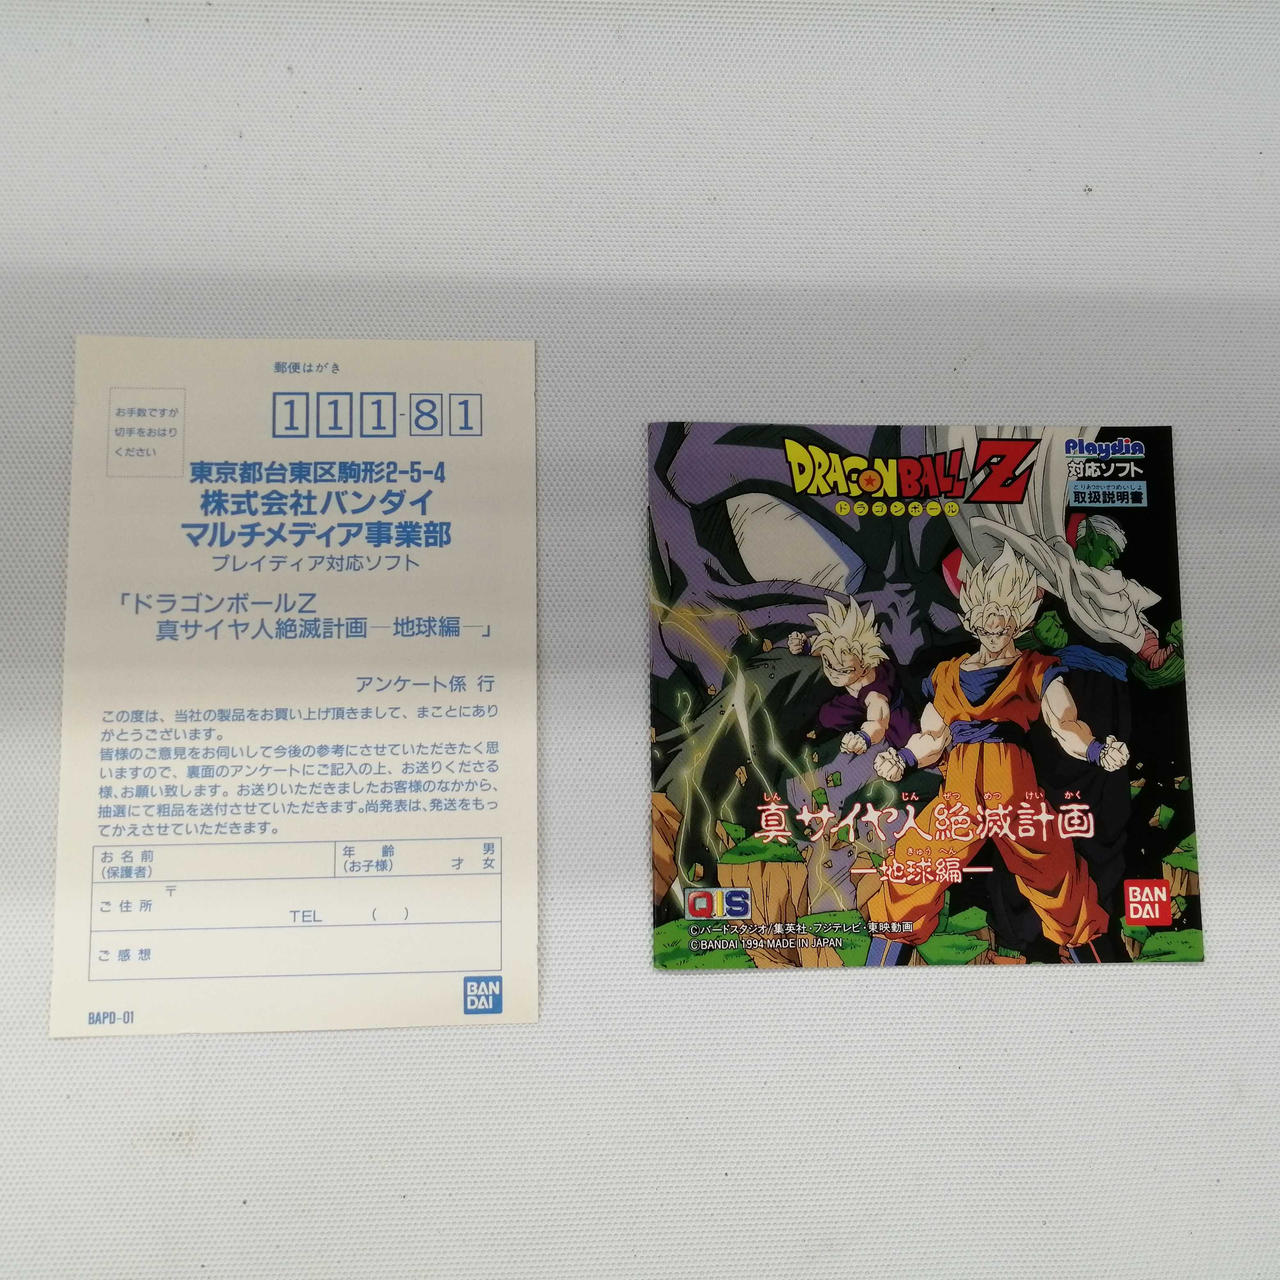 郵便はがき
お手数ですが
切手をおはり
ください
111-81
東京都台東区駒形2-5-4
株式会社バンダイ
マルチメディア事業部
プレイディア対応ソフト
「ドラゴンボールZ
真サイヤ人絶滅計画―地球編―」
アンケート係 行
この度は、当社の製品をお買い上げ頂きまして、まことにあり
がとうございます。
皆様のご意見をお伺いして今後の参考にさせていただきたく思
いますので、裏面のアンケートにご記入の上、お送りくださる
様、お願い致します。お送りいただきましたお客様のなかから、
抽選にて粗品を送付させていただきます。尚発表は、発送をもっ
てかえさせていただきます。
お名前
(保護者)
年齢
(お子様)
才
男
女
〒
ご住所
TEL ( )
ご感想
BAN
DAI
BAPD-01
DRAGON BALL Z
ドラゴンボール
Playdia
対応ソフト
とりあつかいせつめいしょ
取扱説明書
しん じん ぜつ めつ けい かく
真サイヤ人絶滅計画
ち きゅう へん
―地球編―
QIS
©バードスタジオ/集英社・フジテレビ・東映動画
©BANDAI 1994 MADE IN JAPAN
BAN
DAI